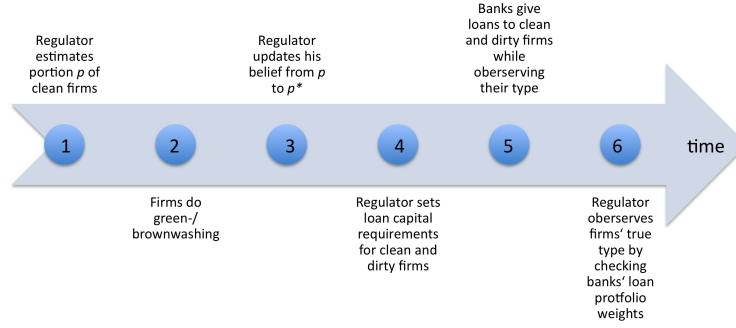 Regulator
estimates
portion p of
clean firms
Regulator
updates his
belief from p
to p*
Banks give
loans to clean
and dirty firms
while
oberserving
their type
1
2
3
4
5
6
time
Firms do
green-/
brownwashing
Regulator sets
loan capital
requirements
for clean and
dirty firms
Regulator
oberserves
firms‘ true
type by
checking
banks‘ loan
protfolio
weights